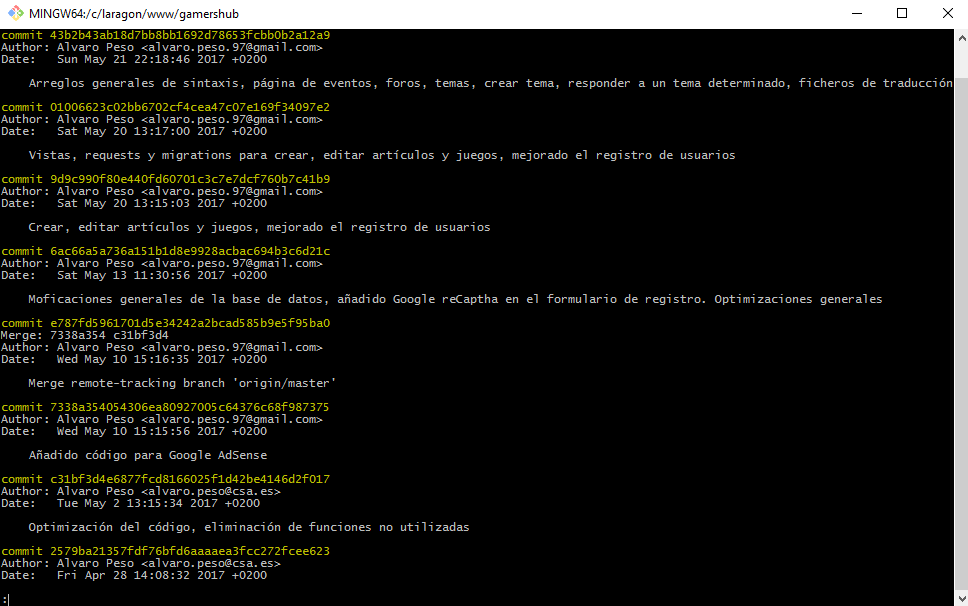 MINGW64:/c/laragon/www/gamershub
commit 43b2b43ab18d7bb8bb1692d78653fcbb0b2a12a9
Author: Alvaro Peso <alvaro.peso.97@gmail.com>
Date:   Sun May 21 22:18:46 2017 +0200
Arreglos generales de sintaxis, página de eventos, foros, temas, crear tema, responder a un tema determinado, ficheros de traducción
commit 01006623c02bb6702cf4cea47c07e169f34097e2
Author: Alvaro Peso <alvaro.peso.97@gmail.com>
Date:   Sat May 20 13:17:00 2017 +0200
Vistas, requests y migrations para crear, editar artículos y juegos, mejorado el registro de usuarios
commit 9d9c990f80e440fd60701c3c7e7dcf760b7c41b9
Author: Alvaro Peso <alvaro.peso.97@gmail.com>
Date:   Sat May 20 13:15:03 2017 +0200
Crear, editar artículos y juegos, mejorado el registro de usuarios
commit 6ac66a5a736a151b1d8e9928acbac694b3c6d21c
Author: Alvaro Peso <alvaro.peso.97@gmail.com>
Date:   Sat May 13 11:30:56 2017 +0200
Moficaciones generales de la base de datos, añadido Google reCaptha en el formulario de registro. Optimizaciones generales
commit e787fd5961701d5e34242a2bcad585b9e5f95ba0
Merge: 7338a354 c31bf3d4
Author: Alvaro Peso <alvaro.peso.97@gmail.com>
Date:   Wed May 10 15:16:35 2017 +0200
Merge remote-tracking branch 'origin/master'
commit 7338a354054306ea80927005c64376c68f987375
Author: Alvaro Peso <alvaro.peso.97@gmail.com>
Date:   Wed May 10 15:15:56 2017 +0200
Añadido código para Google AdSense
commit c31bf3d4e6877fcd8166025f1d42be4146d2f017
Author: Alvaro Peso <alvaro.peso@csa.es>
Date:   Tue May 2 13:15:34 2017 +0200
Optimización del código, eliminación de funciones no utilizadas
commit 2579ba21357fdf76bfd6aaaaea3fcc272fcee623
Author: Alvaro Peso <alvaro.peso@csa.es>
Date:   Fri Apr 28 14:08:32 2017 +0200
: